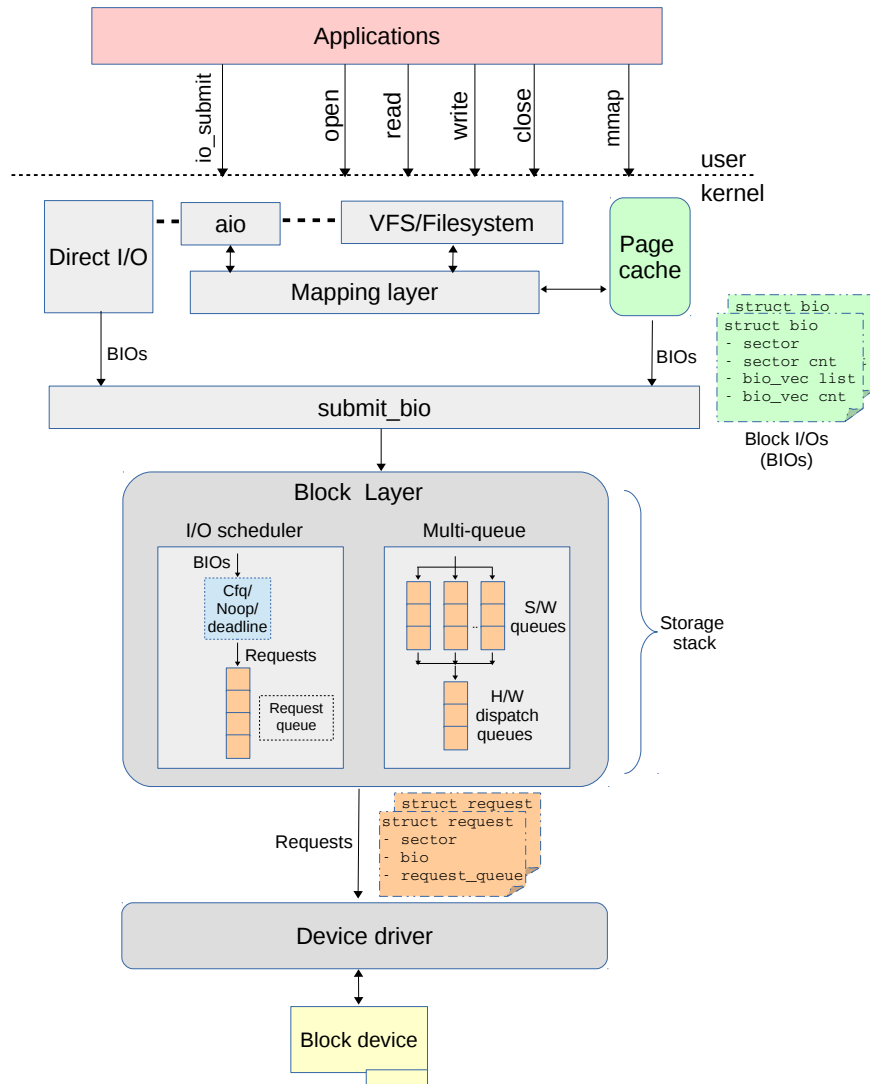 Applications
io_submit
open
read
write
close
mmap
user
kernel
Direct I/O
aio
VFS/Filesystem
Page
cache
Mapping layer
BIOs
BIOs
struct bio
struct bio
- sector
- sector cnt
- bio_vec list
- bio_vec cnt
Block I/Os
(BIOs)
submit_bio
Block Layer
I/O scheduler
BIOs
Cfq/
Noop/
deadline
Requests
Request
queue
Multi-queue
..
S/W
queues
H/W
dispatch
queues
Storage
stack
Requests
struct request
struct request
- sector
- bio
- request_queue
Device driver
Block device